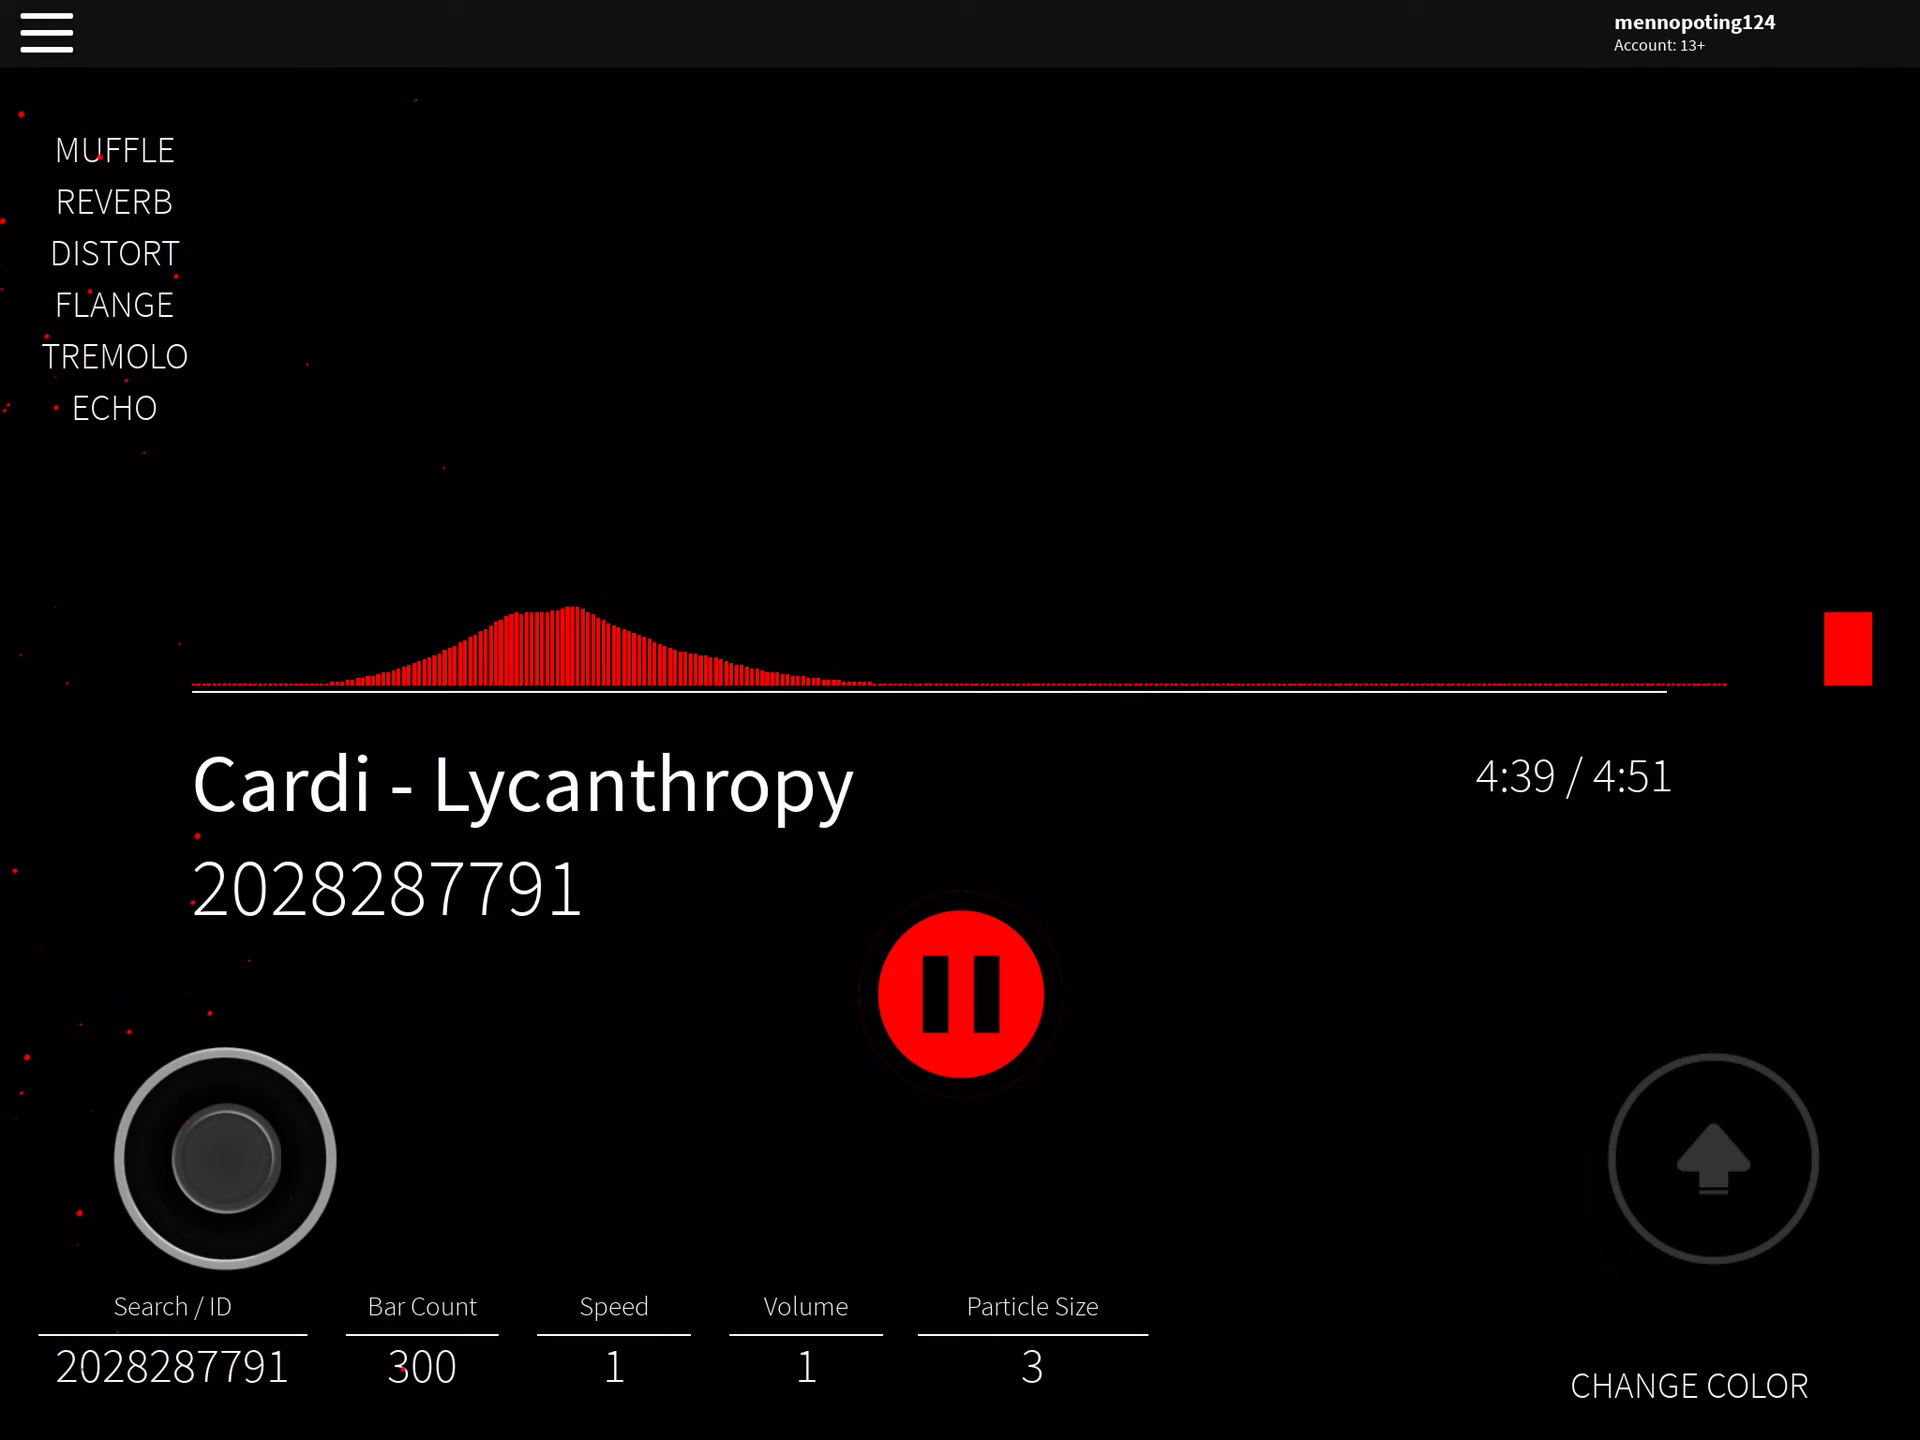 mennopoting124
Account: 13+
MUFFLE
REVERB
DISTORT
FLANGE
TREMOLO
ECHO
Cardi - Lycanthropy
4:39 / 4:51
2028287791
Search / ID
Bar Count
Speed
Volume
Particle Size
2028287791
300
1
1
3
CHANGE COLOR